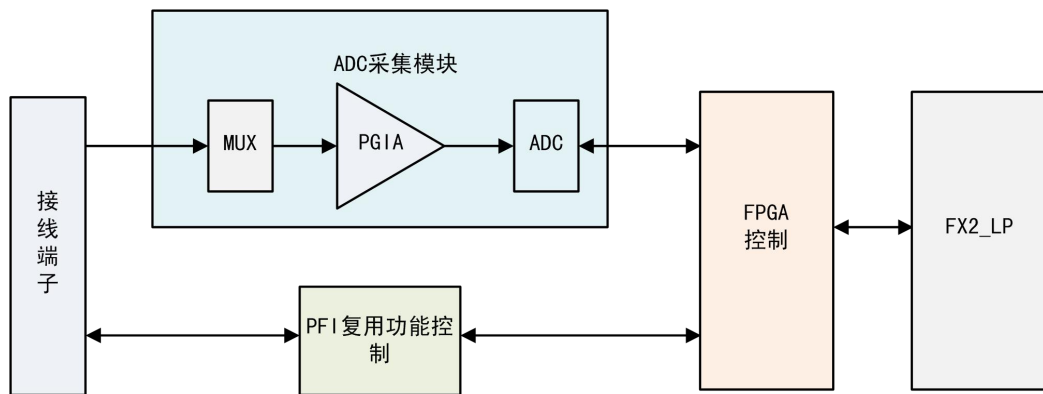 ADC采集模块
MUX
PGIA
ADC
接
线
端
子
FPGA
控制
FX2_LP
PFI复用功能控
制